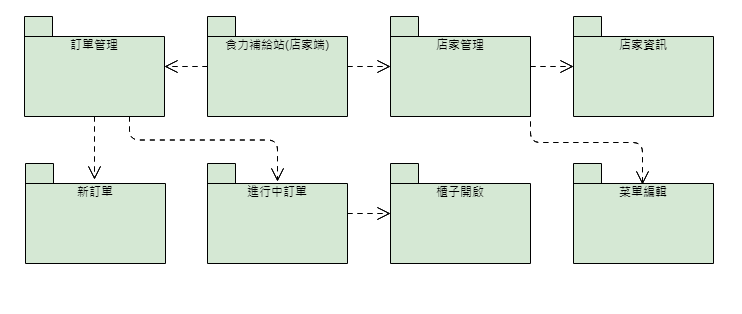 訂單管理
食力補給站(店家端)
店家管理
店家資訊
新訂單
進行中訂單
櫃子開啟
菜單編輯